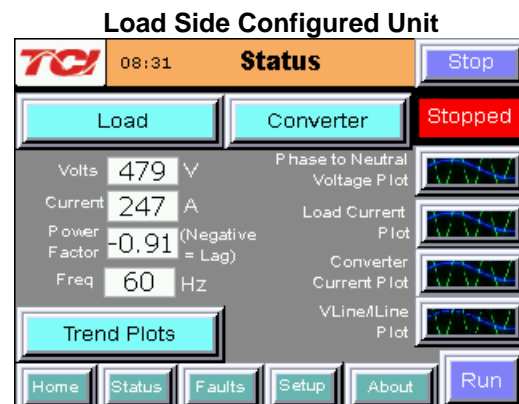 Load Side Configured Unit
TCI 08:31 Status Stop
Load Converter Stopped
Volts 479 V
Current 247 A
Power Factor -0.91 (Negative = Lag)
Freq 60 Hz
Phase to Neutral
Voltage Plot
Load Current
Plot
Converter
Current Plot
VLine/ILine
Plot
Trend Plots
Home Status Faults Setup About Run